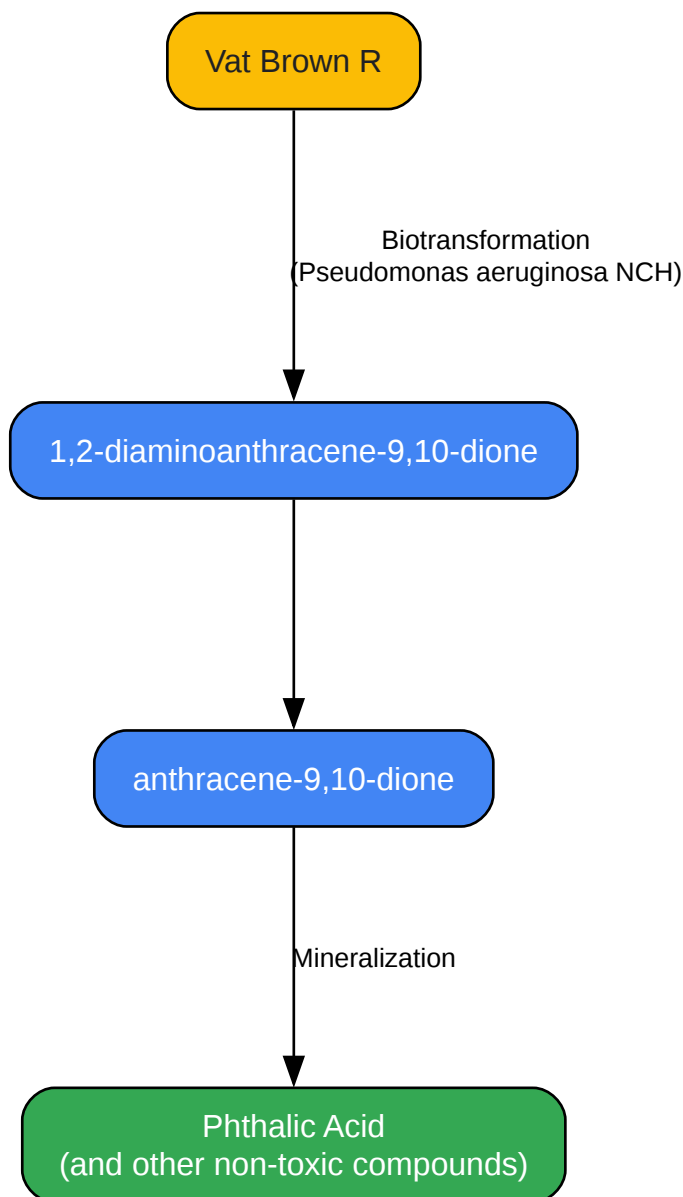 Vat Brown R
Biotransformation
(Pseudomonas aeruginosa NCH)
1,2-diaminoanthracene-9,10-dione
anthracene-9,10-dione
Mineralization
Phthalic Acid
(and other non-toxic compounds)